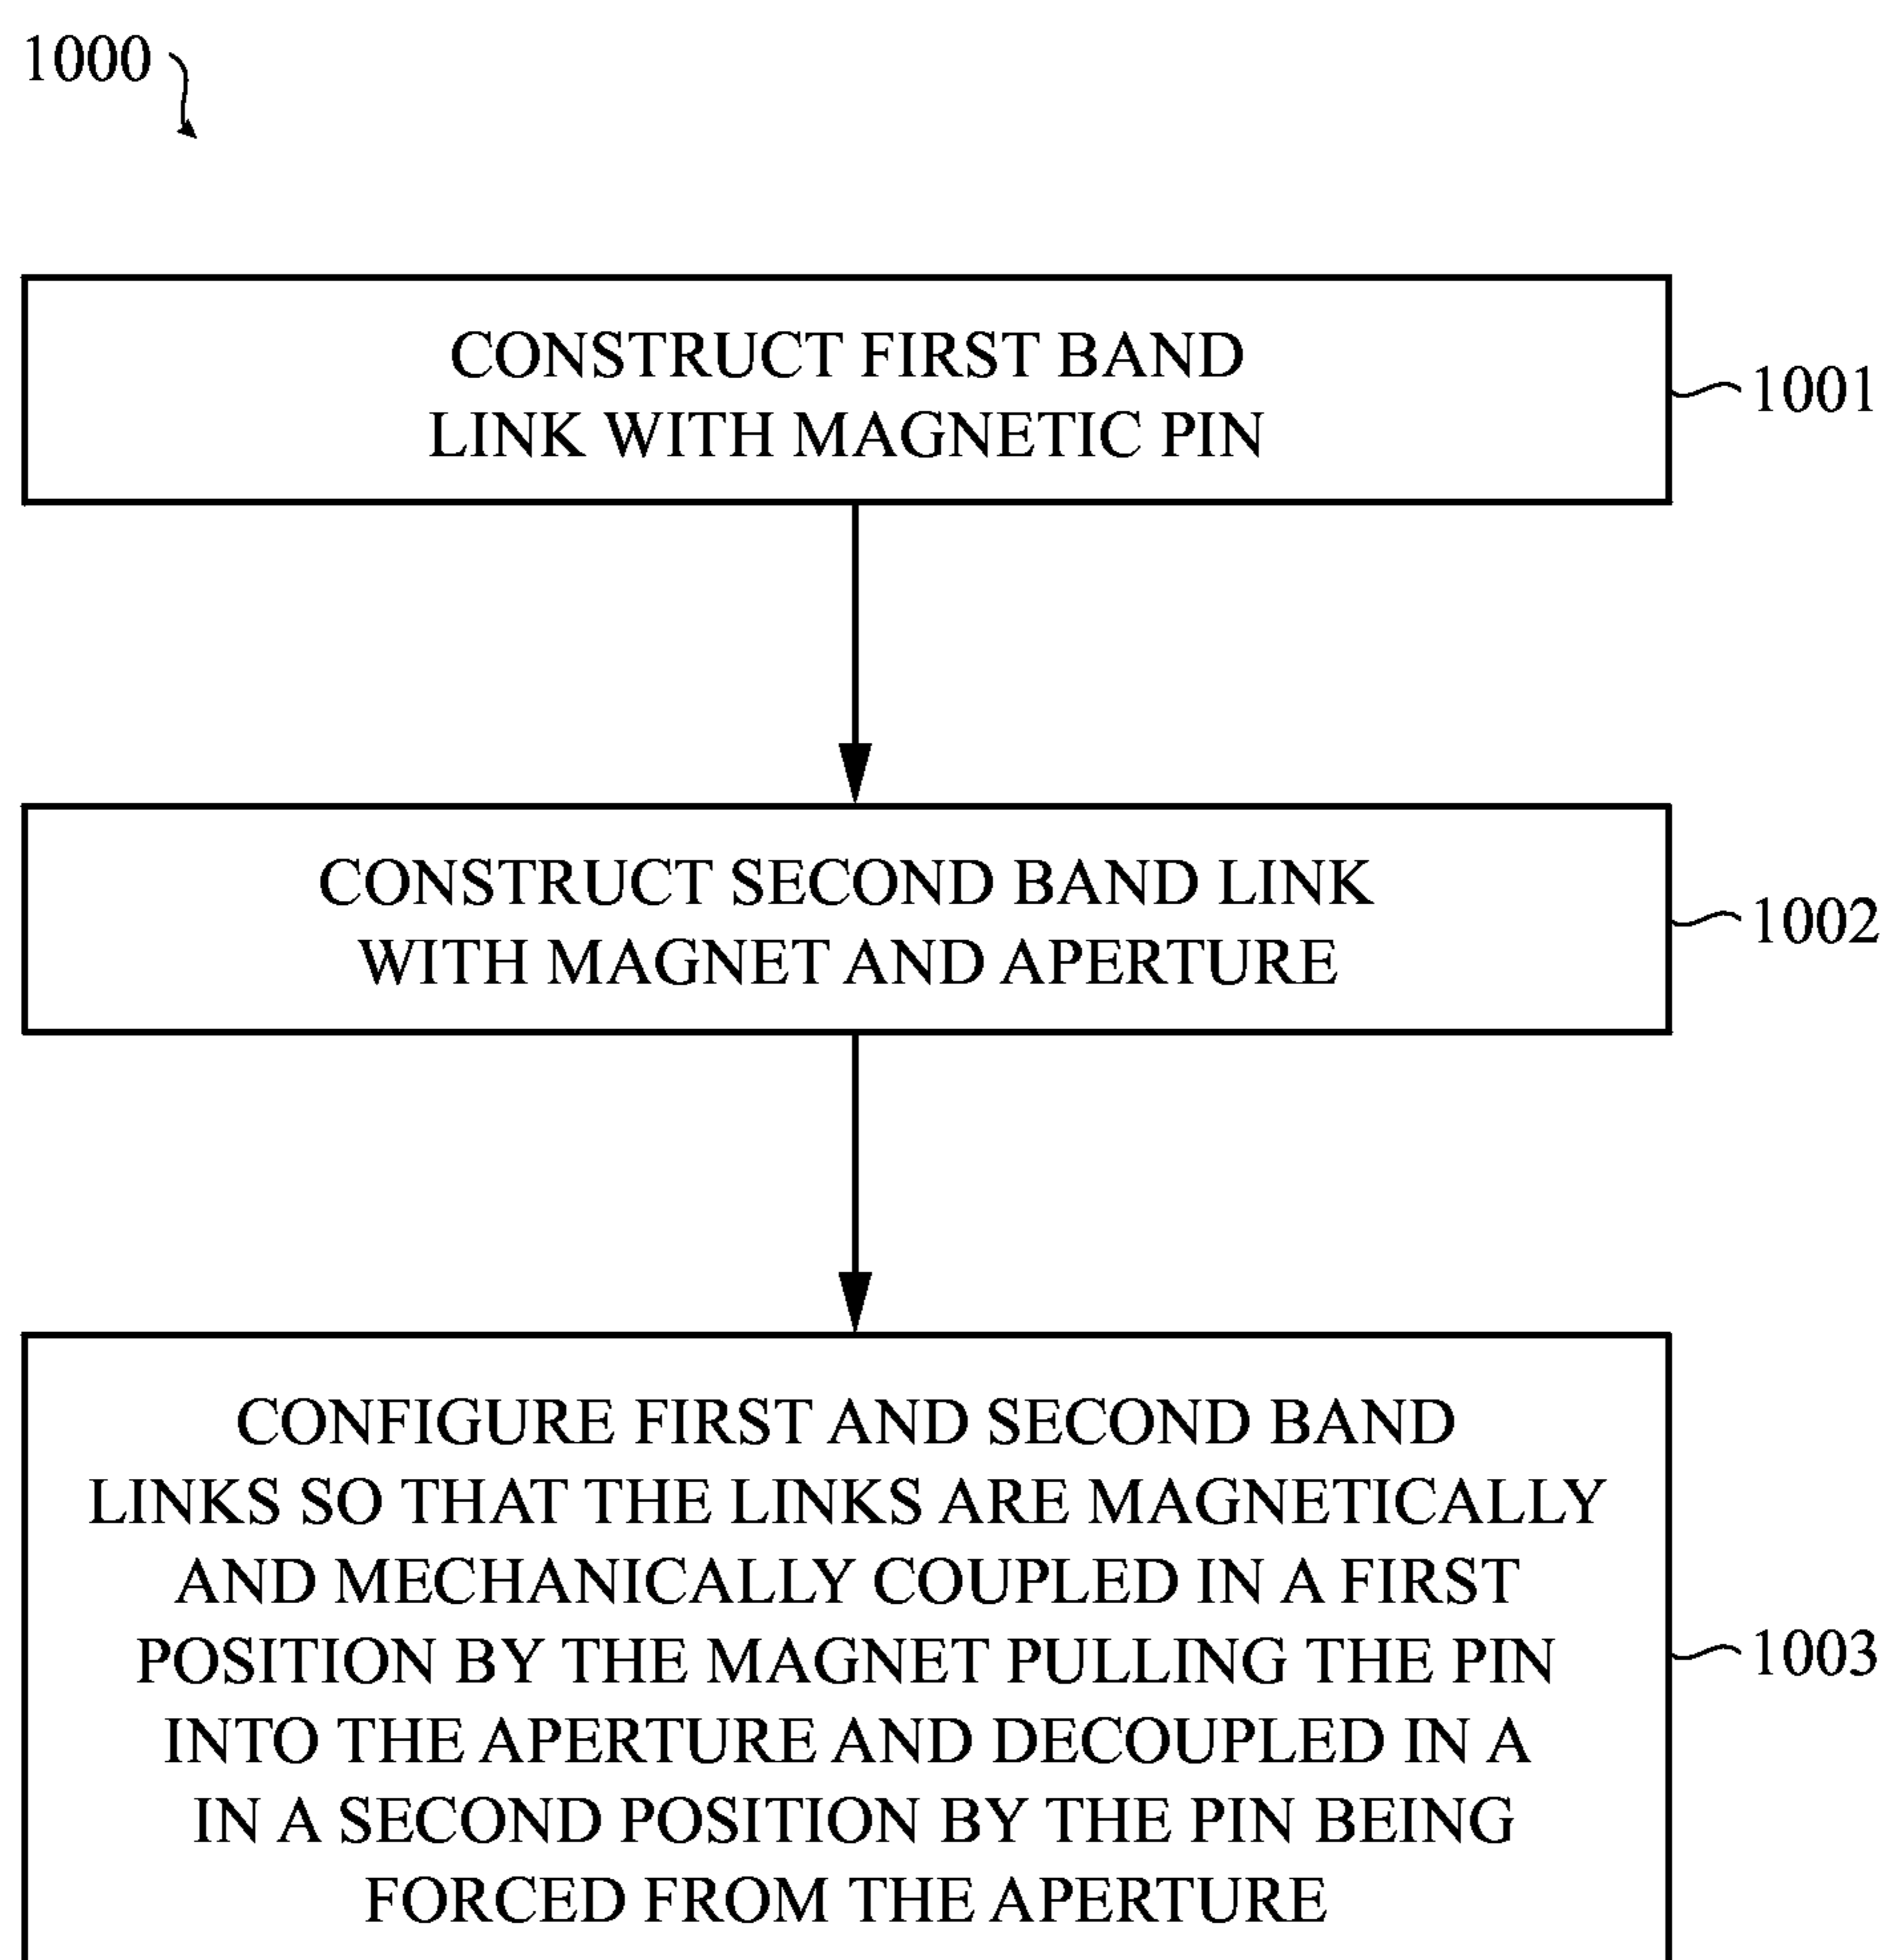 1000
CONSTRUCT FIRST BAND
LINK WITH MAGNETIC PIN
1001
CONSTRUCT SECOND BAND LINK
WITH MAGNET AND APERTURE
1002
CONFIGURE FIRST AND SECOND BAND
LINKS SO THAT THE LINKS ARE MAGNETICALLY
AND MECHANICALLY COUPLED IN A FIRST
POSITION BY THE MAGNET PULLING THE PIN
INTO THE APERTURE AND DECOUPLED IN A
IN A SECOND POSITION BY THE PIN BEING
FORCED FROM THE APERTURE
1003